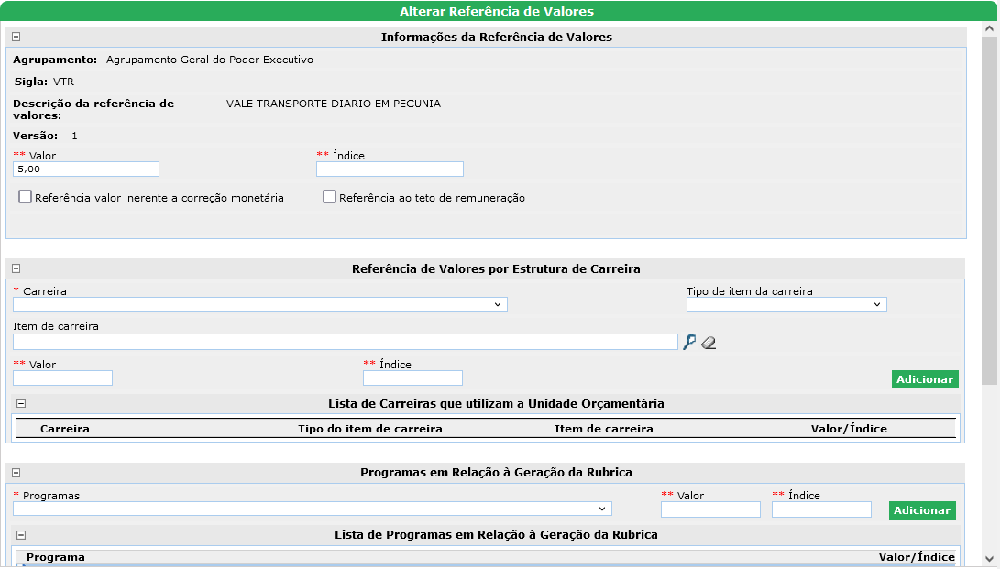 Alterar Referência de Valores
Informações da Referência de Valores
Agrupamento: Agrupamento Geral do Poder Executivo
Sigla: VTR
Descrição da referência de valores: VALE TRANSPORTE DIARIO EM PECUNIA
Versão: 1
** Valor ** Índice
5,00
Referência valor inerente a correção monetária Referência ao teto de remuneração
Referência de Valores por Estrutura de Carreira
* Carreira Tipo de item da carreira
Item de carreira
** Valor ** Índice
Adicionar
Lista de Carreiras que utilizam a Unidade Orçamentária
Carreira Tipo do item de carreira Item de carreira Valor/Índice
Programas em Relação à Geração da Rubrica
* Programas ** Valor ** Índice
Adicionar
Lista de Programas em Relação à Geração da Rubrica
Programa Valor/Índice